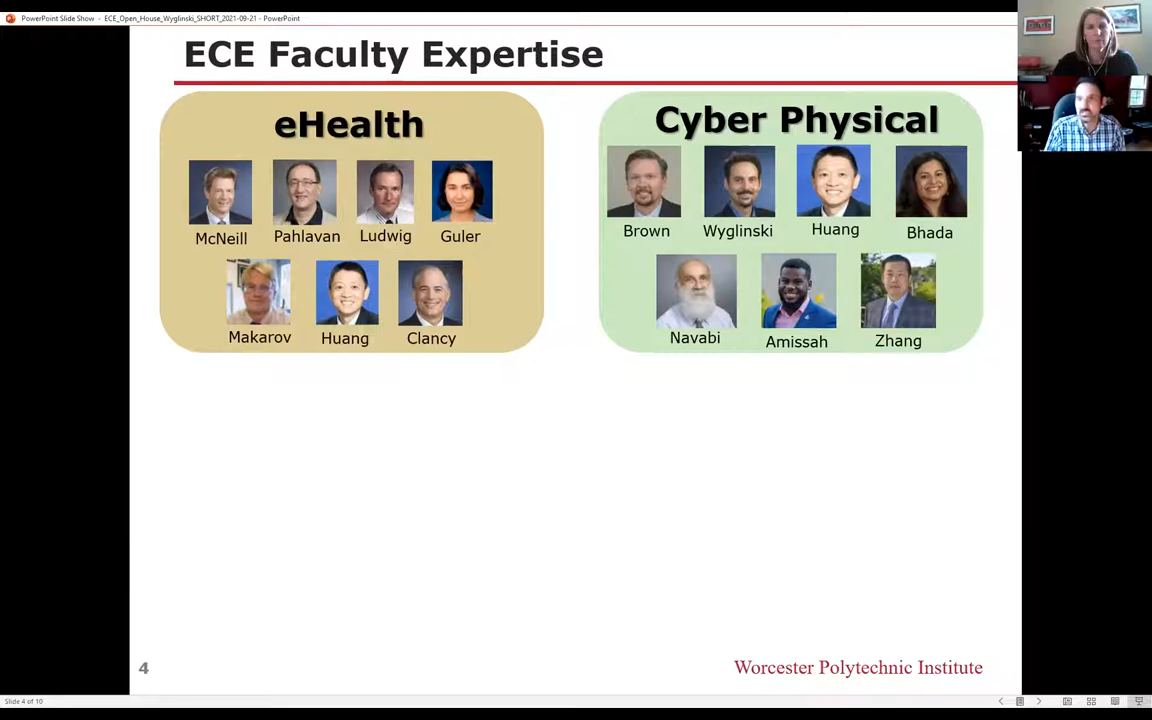 PowerPoint Slide Show - ECE_Open_House_Wyglinski_SHORT_2021-09-21 - PowerPoint
ECE Faculty Expertise
eHealth
McNeill Pahlavan Ludwig Guler
Makarov Huang Clancy
Cyber Physical
Brown Wyglinski Huang Bhada
Navabi Amissah Zhang
4
Worcester Polytechnic Institute
Slide 4 of 10